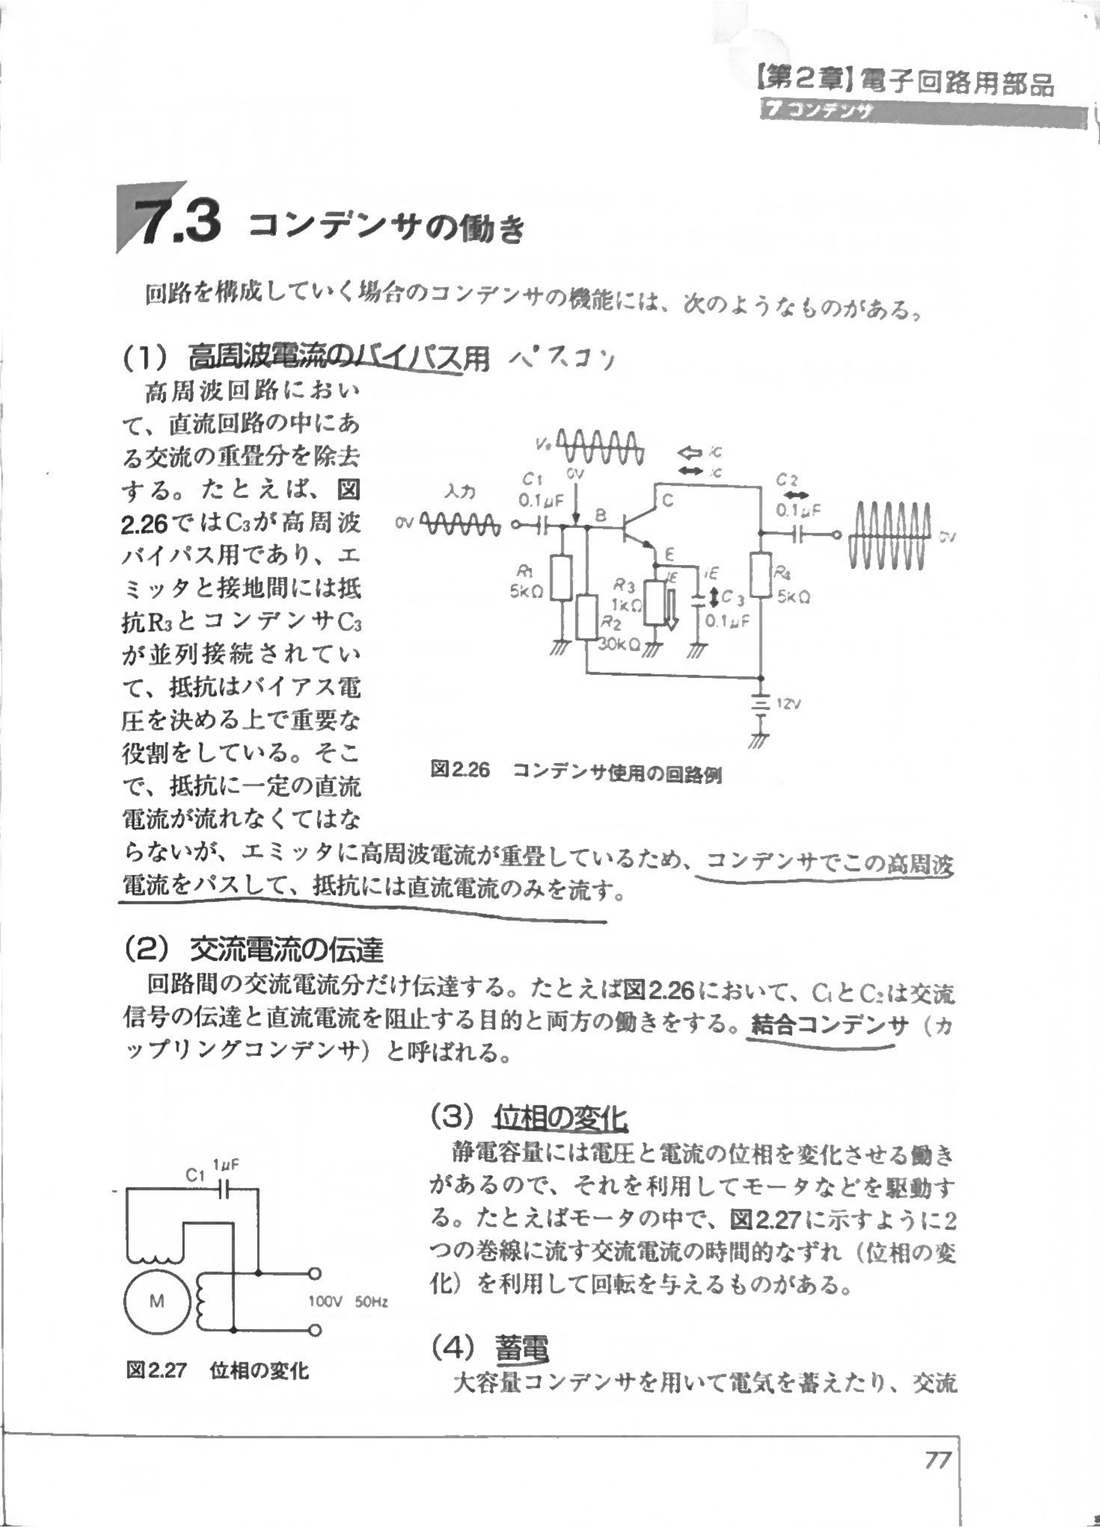 【第2章】電子回路用部品
7 コンデンサ
7.3 コンデンサの働き
回路を構成していく場合のコンデンサの機能には、次のようなものがある。
(1) 高周波電流のバイパス用 パスコン
高周波回路におい
て、直流回路の中にあ
る交流の重畳分を除去
する。たとえば、図
2.26ではC₃が高周波
バイパス用であり、エ
ミッタと接地間には抵
抗R₃とコンデンサC₃
が並列接続されてい
て、抵抗はバイアス電
圧を決める上で重要な
役割をしている。そこ
で、抵抗に一定の直流
電流が流れなくてはな
らないが、エミッタに高周波電流が重畳しているため、コンデンサでこの高周波
電流をパスして、抵抗には直流電流のみを流す。
入力
0V
C1
0.1μF
0V
B
C
E
iC
iC
C2
0.1μF
0V
R1
5kΩ
R2
30kΩ
R3
1kΩ
iE
iE
C3
0.1μF
R4
5kΩ
12V
図2.26 コンデンサ使用の回路例
(2) 交流電流の伝達
回路間の交流電流分だけ伝達する。たとえば図2.26において、C₁とC₂は交流
信号の伝達と直流電流を阻止する目的と両方の働きをする。結合コンデンサ（カ
ップリングコンデンサ）と呼ばれる。
(3) 位相の変化
静電容量には電圧と電流の位相を変化させる働き
があるので、それを利用してモータなどを駆動す
る。たとえばモータの中で、図2.27に示すように2
つの巻線に流す交流電流の時間的なずれ（位相の変
化）を利用して回転を与えるものがある。
C1 1μF
M
100V 50Hz
図2.27 位相の変化
(4) 蓄電
大容量コンデンサを用いて電気を蓄えたり、交流
77